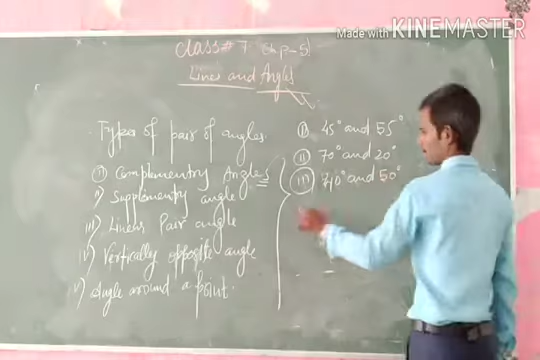 Made with KINEMASTER
Class # 7 Chp-5
Lines and Angles
Types of pair of angles
i) Complementry Angles
ii) Supplimentry angle
iii) Linear Pair angle
iv) Vertically opposite angle
v) Angle around a point.
i) 45° and 55°
ii) 70° and 20°
iii) 40° and 50°